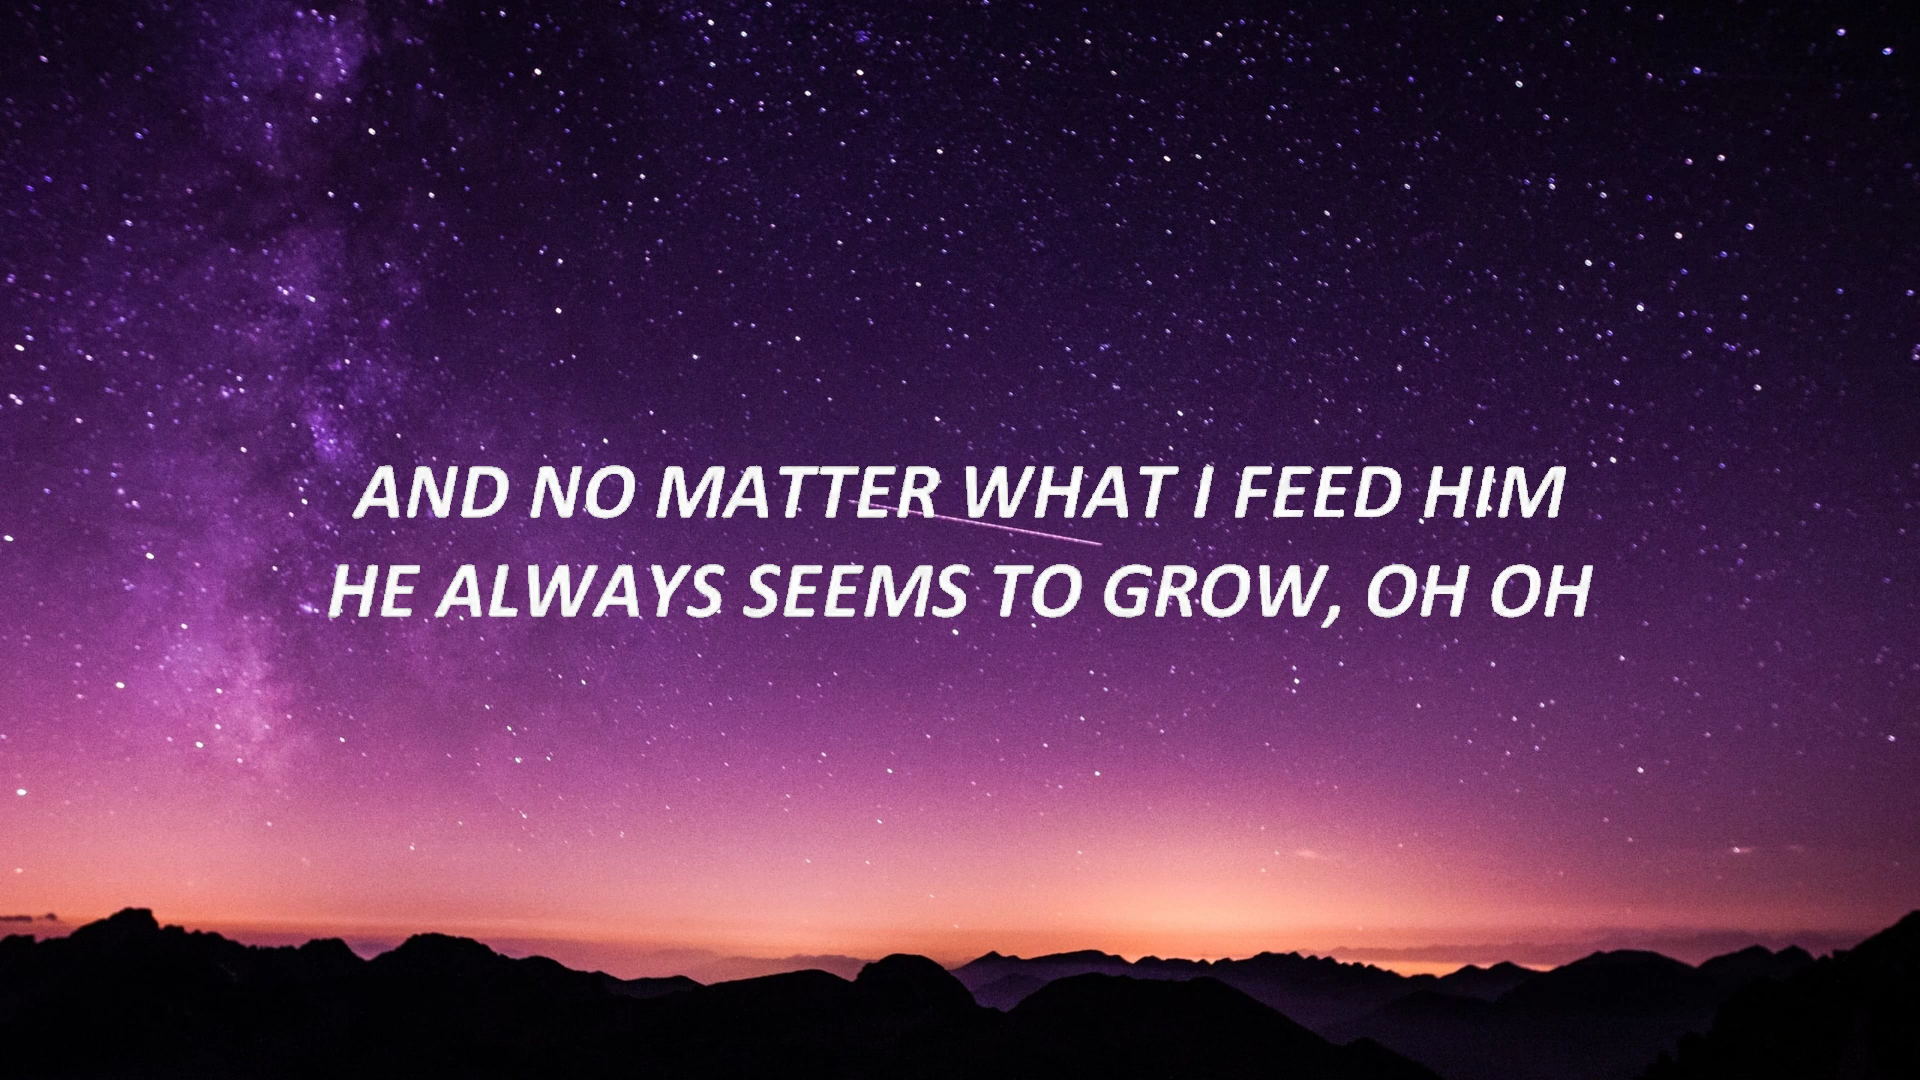 AND NO MATTER WHAT I FEED HIM
HE ALWAYS SEEMS TO GROW, OH OH